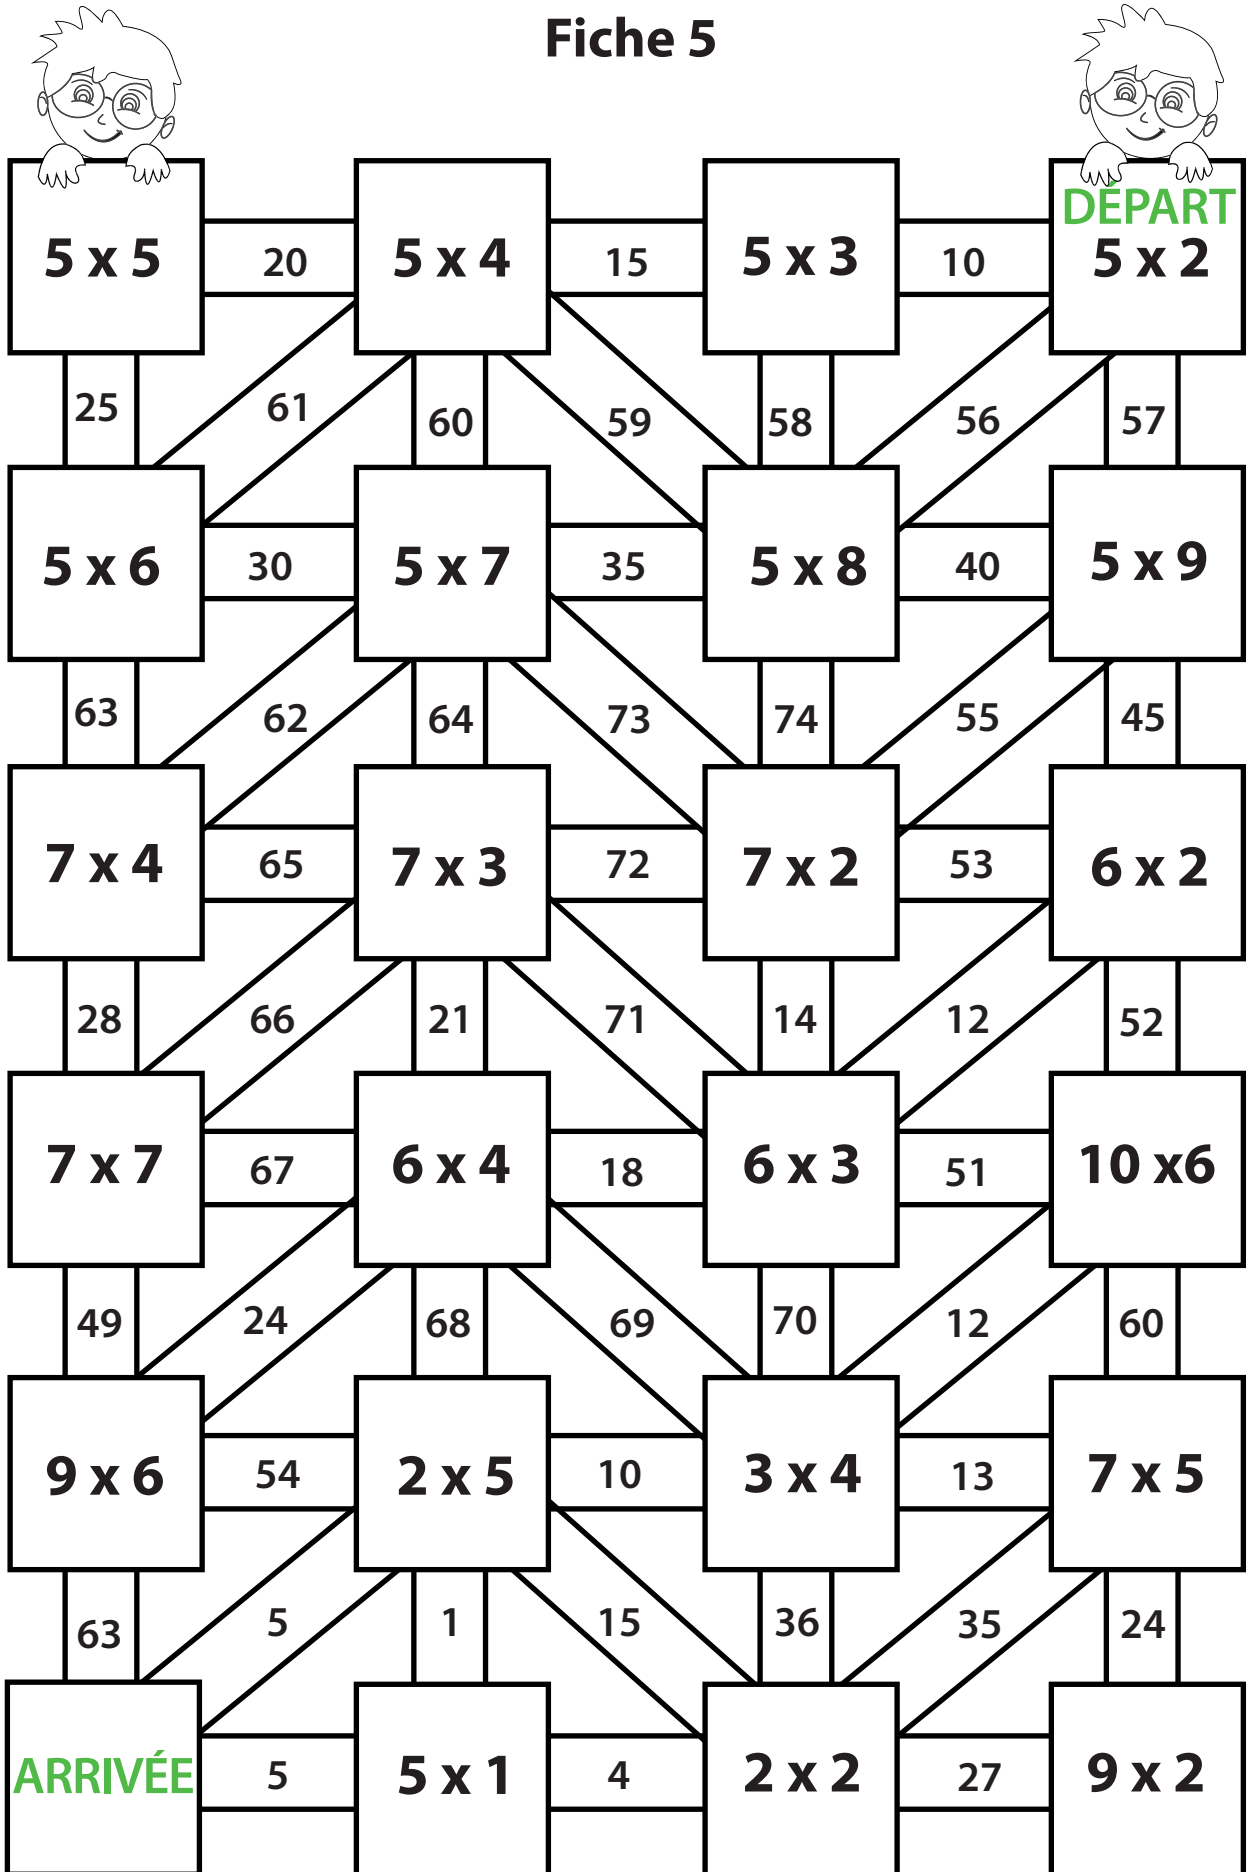 Fiche 5
DÉPART
5 x 5 20 5 x 4 15 5 x 3 10 5 x 2
25 61 60 59 58 56 57
5 x 6 30 5 x 7 35 5 x 8 40 5 x 9
63 62 64 73 74 55 45
7 x 4 65 7 x 3 72 7 x 2 53 6 x 2
28 66 21 71 14 12 52
7 x 7 67 6 x 4 18 6 x 3 51 10 x6
49 24 68 69 70 12 60
9 x 6 54 2 x 5 10 3 x 4 13 7 x 5
63 5 1 15 36 35 24
ARRIVÉE 5 5 x 1 4 2 x 2 27 9 x 2